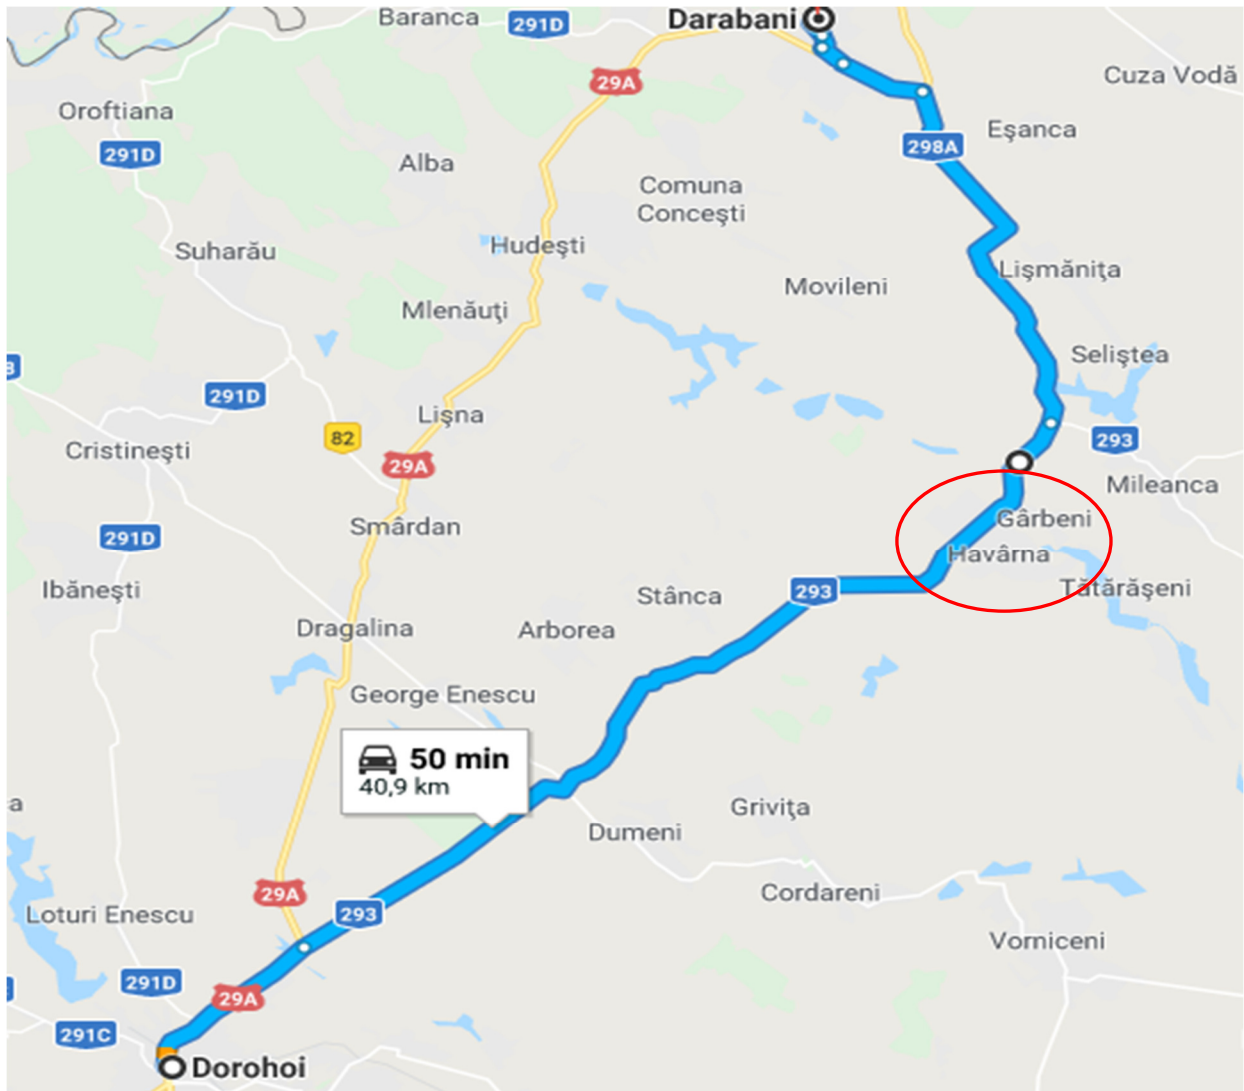 Darabani
Baranca
291D
29A
Cuza Vodă
Oroftiana
Eşanca
298A
291D
Alba
Comuna
Conceşti
Suharău
Hudeşti
Lişmăniţa
Movileni
Mlenăuţi
Seliştea
291D
Lişna
82
293
Cristineşti
29A
Mileanca
Gârbeni
Smârdan
291D
Havârna
Ibăneşti
293
Stânca
Tătărăşeni
Dragalina
Arborea
George Enescu
50 min
40,9 km
Griviţa
Dumeni
29A
Cordareni
293
Loturi Enescu
Vorniceni
291D
29A
291C
Dorohoi